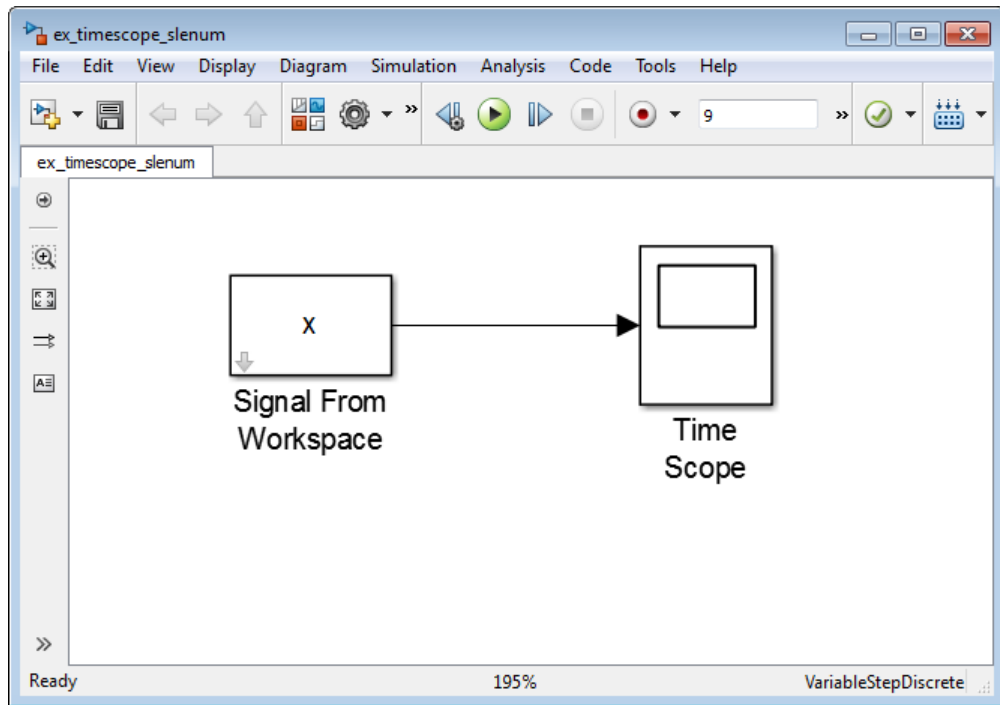 ex_timescope_slenum
File Edit View Display Diagram Simulation Analysis Code Tools Help
9
ex_timescope_slenum
X
Signal From
Workspace
Time
Scope
Ready 195% VariableStepDiscrete